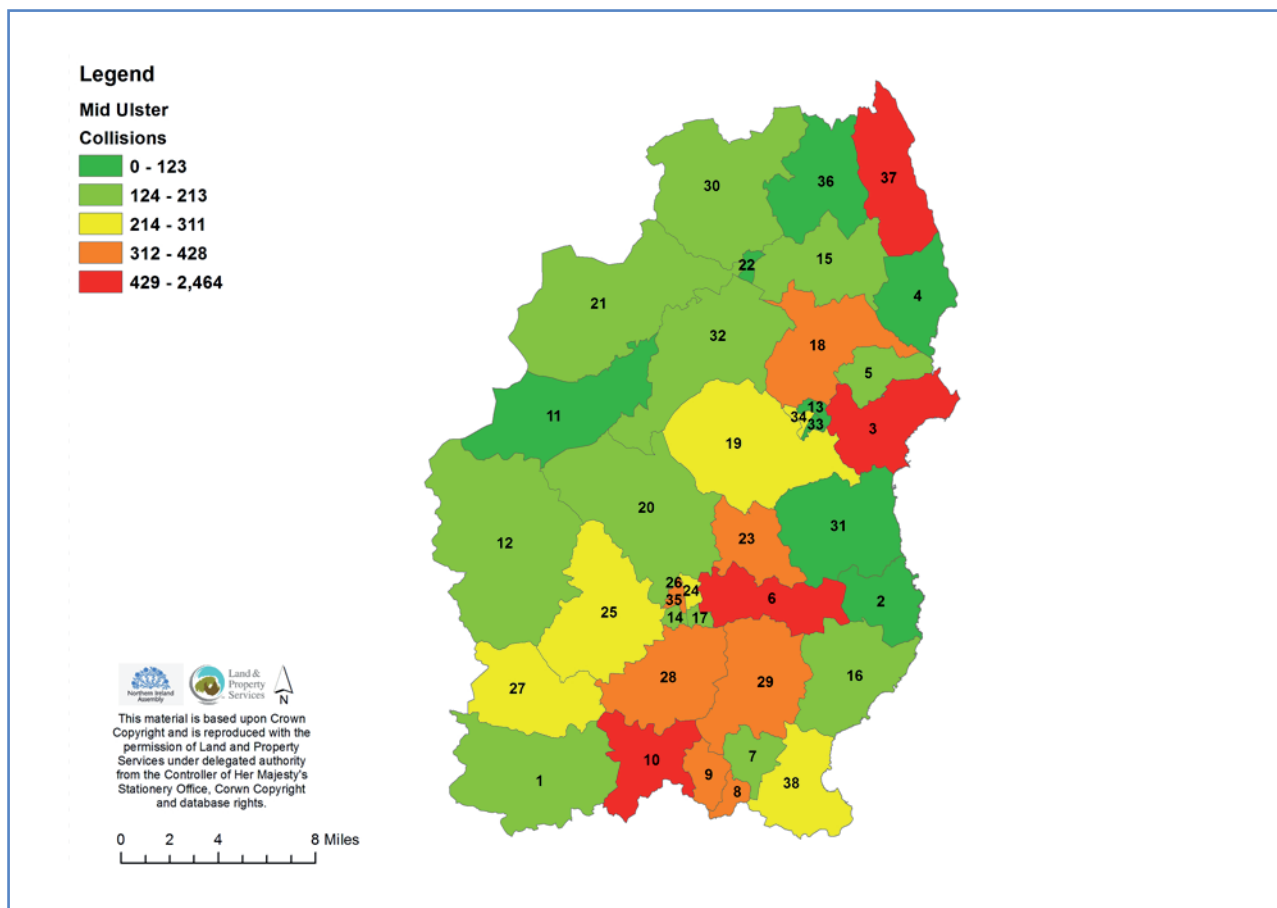 Legend
Mid Ulster
Collisions
0 - 123
124 - 213
214 - 311
312 - 428
429 - 2,464
30
36
37
22
15
4
21
32
18
5
11
13
34
33
3
19
20
31
12
23
26
24
6
2
35
25
14
17
28
29
16
27
10
9
7
8
38
1
Northern Ireland
Assembly
Land &
Property
Services
N
This material is based upon Crown
Copyright and is reproduced with the
permission of Land and Property
Services under delegated authority
from the Controller of Her Majesty's
Stationery Office, Corwn Copyright
and database rights.
0 2 4 8 Miles